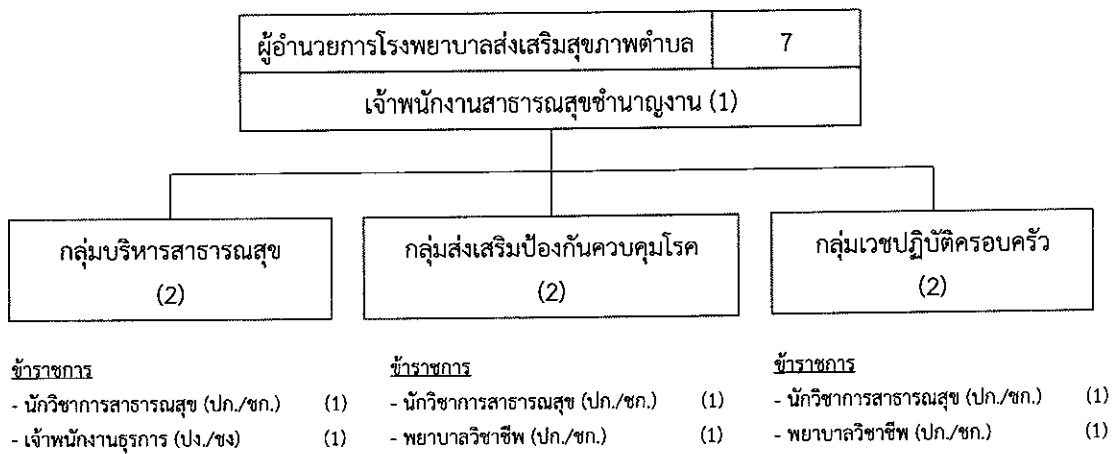 ผู้อำนวยการโรงพยาบาลส่งเสริมสุขภาพตำบล 7
เจ้าพนักงานสาธารณสุขชำนาญงาน (1)
กลุ่มบริหารสาธารณสุข
(2)
กลุ่มส่งเสริมป้องกันควบคุมโรค
(2)
กลุ่มเวชปฏิบัติครอบครัว
(2)
ข้าราชการ
- นักวิชาการสาธารณสุข (ปก./ชก.) (1)
- เจ้าพนักงานธุรการ (ปง./ชง) (1)
ข้าราชการ
- นักวิชาการสาธารณสุข (ปก./ชก.) (1)
- พยาบาลวิชาชีพ (ปก./ชก.) (1)
ข้าราชการ
- นักวิชาการสาธารณสุข (ปก./ชก.) (1)
- พยาบาลวิชาชีพ (ปก./ชก.) (1)